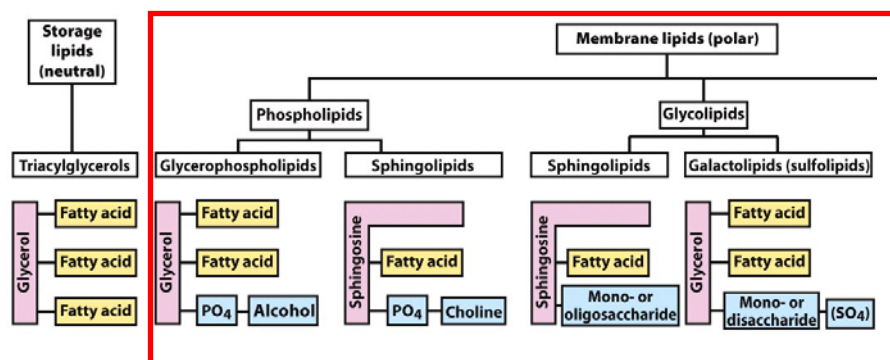 Storage
lipids
(neutral)
Membrane lipids (polar)
Phospholipids
Glycolipids
Triacylglycerols
Glycerophospholipids
Sphingolipids
Sphingolipids
Galactolipids (sulfolipids)
Glycerol
Fatty acid
Fatty acid
Fatty acid
Glycerol
Fatty acid
Fatty acid
PO4
Alcohol
Sphingosine
Fatty acid
PO4
Choline
Sphingosine
Fatty acid
Mono- or
oligosaccharide
Glycerol
Fatty acid
Fatty acid
Mono- or
disaccharide
(SO4)